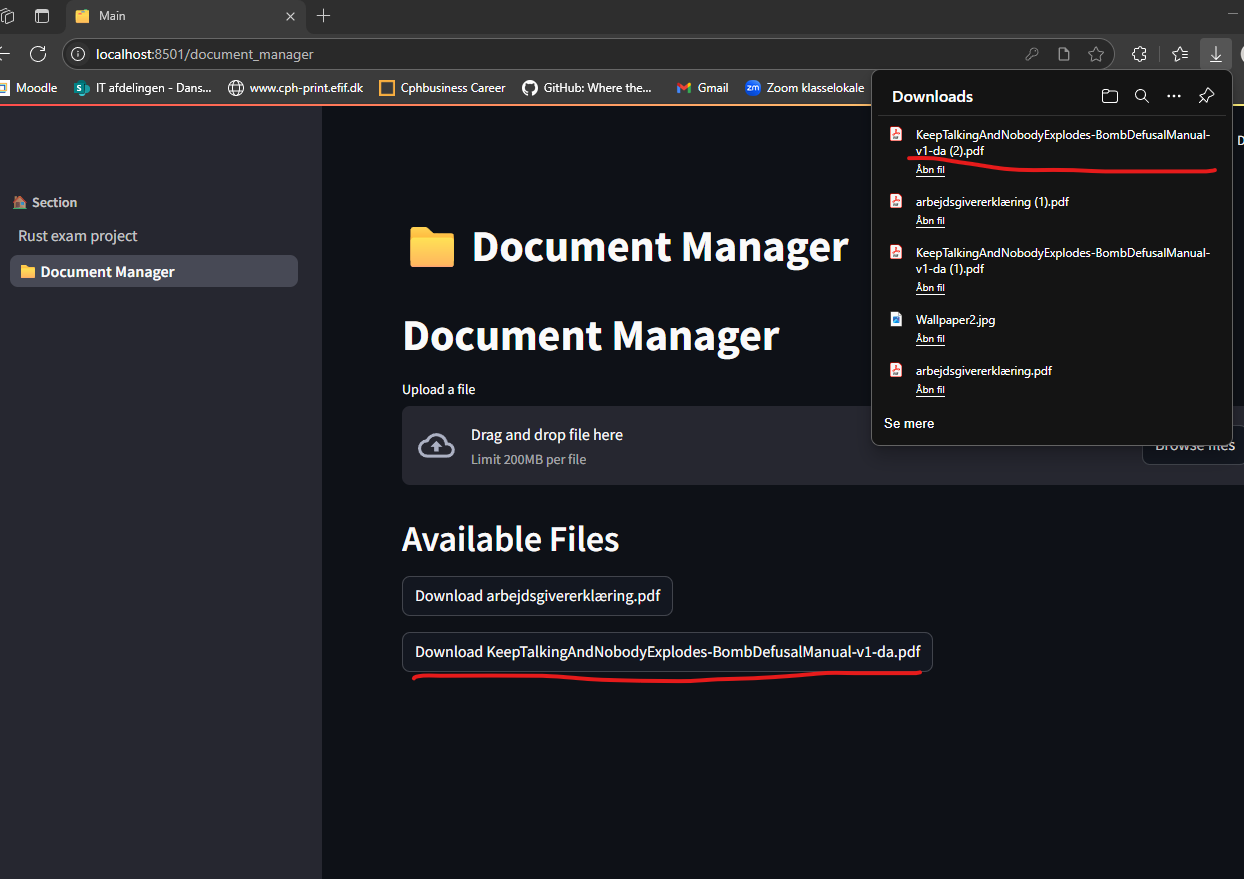 Main
localhost:8501/document_manager
Moodle
IT afdelingen - Dans...
www.cph-print.efif.dk
Cphbusiness Career
GitHub: Where the...
Gmail
zm
Zoom klasselokale
Downloads
KeepTalkingAndNobodyExplodes-BombDefusalManual-
v1-da (2).pdf
Åbn fil
arbejdsgivererklæring (1).pdf
Åbn fil
KeepTalkingAndNobodyExplodes-BombDefusalManual-
v1-da (1).pdf
Åbn fil
Wallpaper2.jpg
Åbn fil
arbejdsgivererklæring.pdf
Åbn fil
Se mere
Section
Rust exam project
Document Manager
Document Manager
Document Manager
Upload a file
Drag and drop file here
Limit 200MB per file
Browse files
Available Files
Download arbejdsgivererklæring.pdf
Download KeepTalkingAndNobodyExplodes-BombDefusalManual-v1-da.pdf